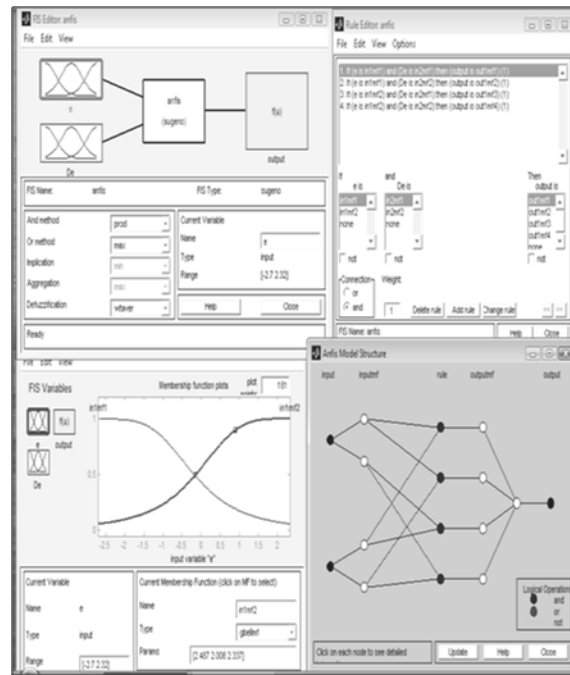 FIS Editor: anfis
File Edit View
e
De
anfis
(sugeno)
f(u)
output
FIS Name: anfis
FIS Type: sugeno
And method prod
Or method max
Implication min
Aggregation max
Defuzzification wtaver
Current Variable
Name e
Type input
Range [-2.7 2.32]
Help Close
Ready
Rule Editor: anfis
File Edit View Options
1. If (e is in1mf1) and (De is in2mf1) then (output is out1mf1) (1)
2. If (e is in1mf1) and (De is in2mf2) then (output is out1mf2) (1)
3. If (e is in1mf2) and (De is in2mf1) then (output is out1mf3) (1)
4. If (e is in1mf2) and (De is in2mf2) then (output is out1mf4) (1)
If and Then
e is De is output is
in1mf1 in2mf1 out1mf1
in1mf2 in2mf2 out1mf2
none none out1mf3
out1mf4
none
not not not
Connection Weight:
or
and 1 Delete rule Add rule Change rule << >>
FIS Name: anfis Help Close
File Edit View
FIS Variables
Membership function plots
plot
points: 181
e
f(u)
output
De
in1mf1 in1mf2
1
0.5
0
-2.5 -2 -1.5 -1 -0.5 0 0.5 1 1.5 2
input variable "e"
Current Variable
Name e
Type input
Range [-2.7 2.32]
Current Membership Function (click on MF to select)
Name in1mf2
Type gbellmf
Params [2.487 2.008 2.337]
Anfis Model Structure
input inputmf rule outputmf output
Logical Operations
and
or
not
Click on each node to see detailed
Update Help Close